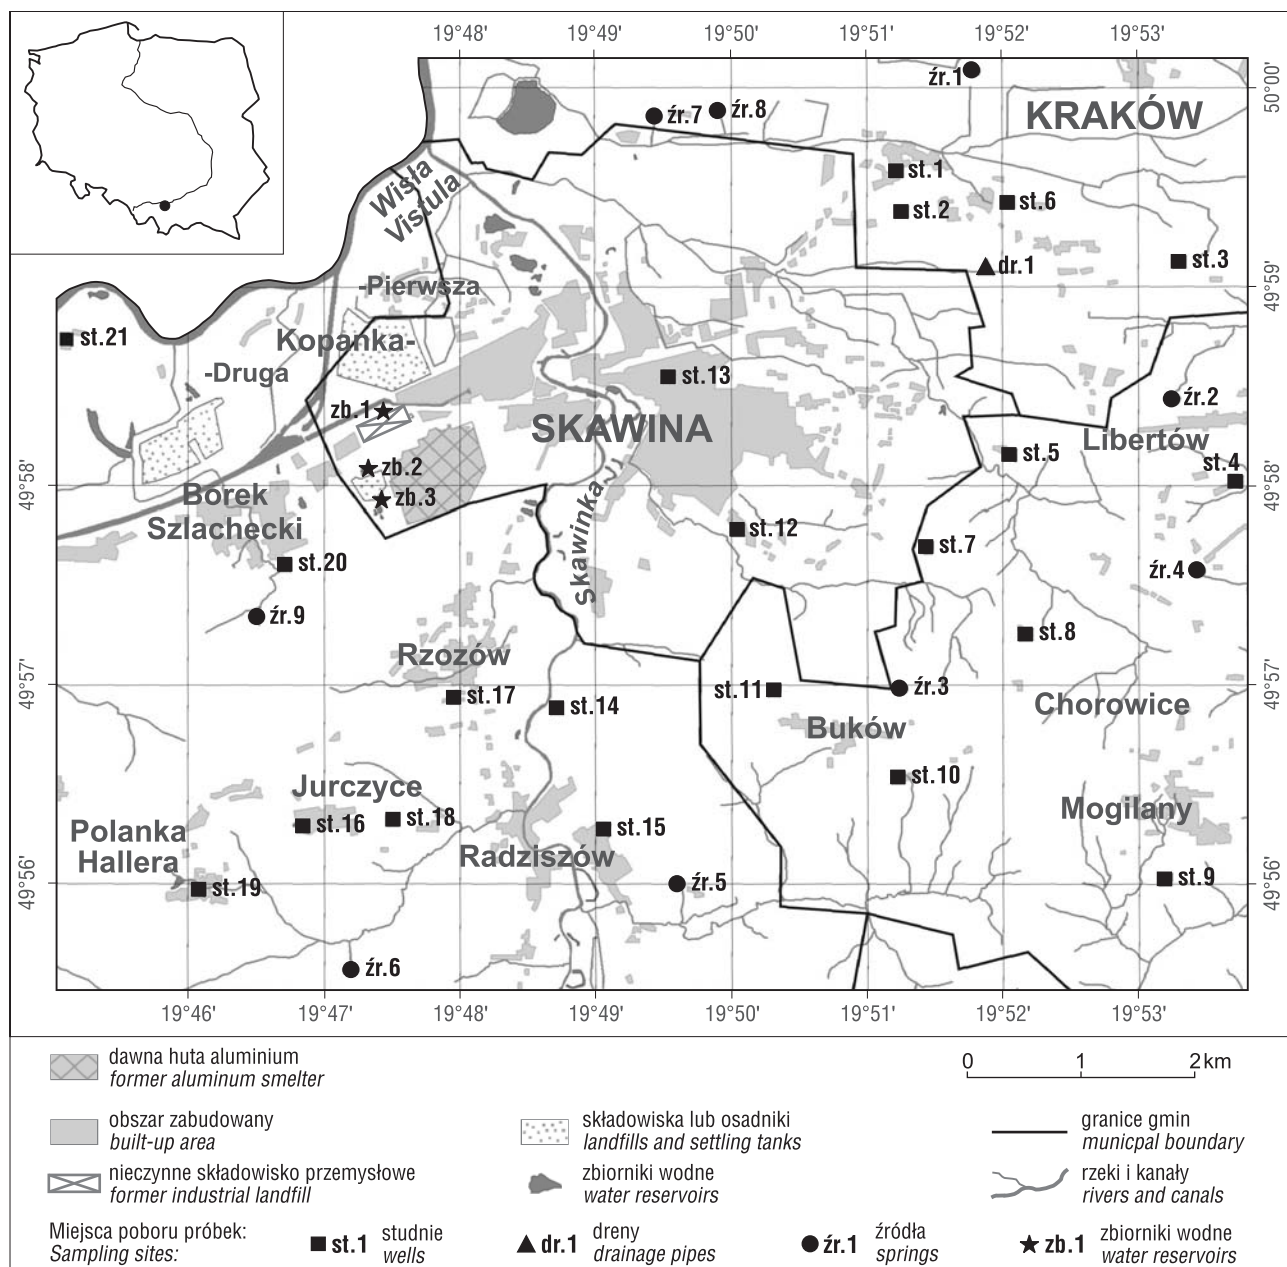 19°48' 19°49' 19°50' 19°51' 19°52' 19°53'
źr.1
50°00'
źr.7 źr.8
KRAKÓW
st.1
Wisła
Vistula
st.2 st.6
st.3
dr.1
49°59'
-Pierwsza
st.21
Kopanka-
-Druga
st.13
zb.1
źr.2
SKAWINA
Libertów
st.5
st.4
zb.2
49°58' 49°58'
zb.3
Borek
Szlachecki
Skawinka
st.12
st.7
st.20
źr.4
źr.9
st.8
Rzozów
49°57' 49°57'
st.17
st.14
st.11
źr.3
Chorowice
Buków
st.10
Jurczyce
Mogilany
st.16 st.18
st.15
Polanka
Hallera
Radziszów
st.19
źr.5
st.9
49°56' 49°56'
źr.6
19°46' 19°47' 19°48' 19°49' 19°50' 19°51' 19°52' 19°53'
dawna huta aluminium
former aluminum smelter
0 1 2 km
obszar zabudowany
built-up area
składowiska lub osadniki
landfills and settling tanks
granice gmin
municpal boundary
nieczynne składowisko przemysłowe
former industrial landfill
zbiorniki wodne
water reservoirs
rzeki i kanały
rivers and canals
Miejsca poboru próbek:
Sampling sites:
st.1 studnie
wells
dr.1 dreny
drainage pipes
źr.1 źródła
springs
zb.1 zbiorniki wodne
water reservoirs